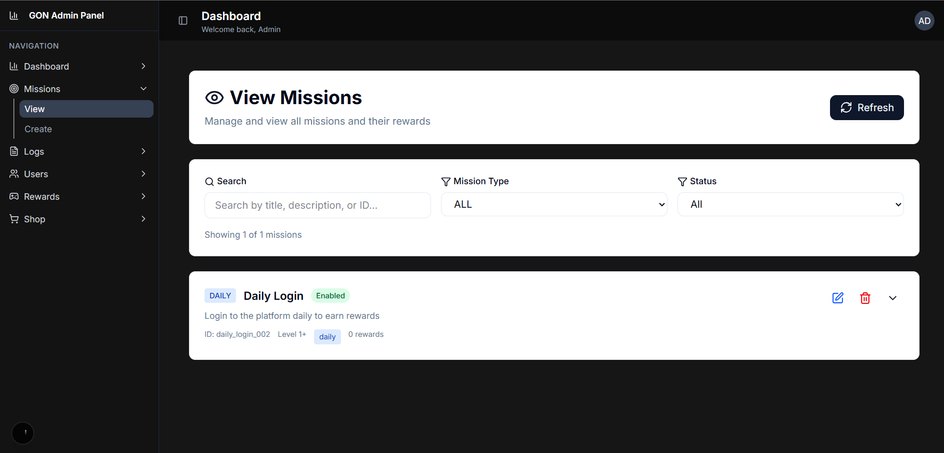 GON Admin Panel
NAVIGATION
Dashboard
Missions
View
Create
Logs
Users
Rewards
Shop
Dashboard
Welcome back, Admin
AD
View Missions
Manage and view all missions and their rewards
Refresh
Search
Search by title, description, or ID...
Mission Type
ALL
Status
All
Showing 1 of 1 missions
DAILY Daily Login Enabled
Login to the platform daily to earn rewards
ID: daily_login_002 Level 1+ daily 0 rewards